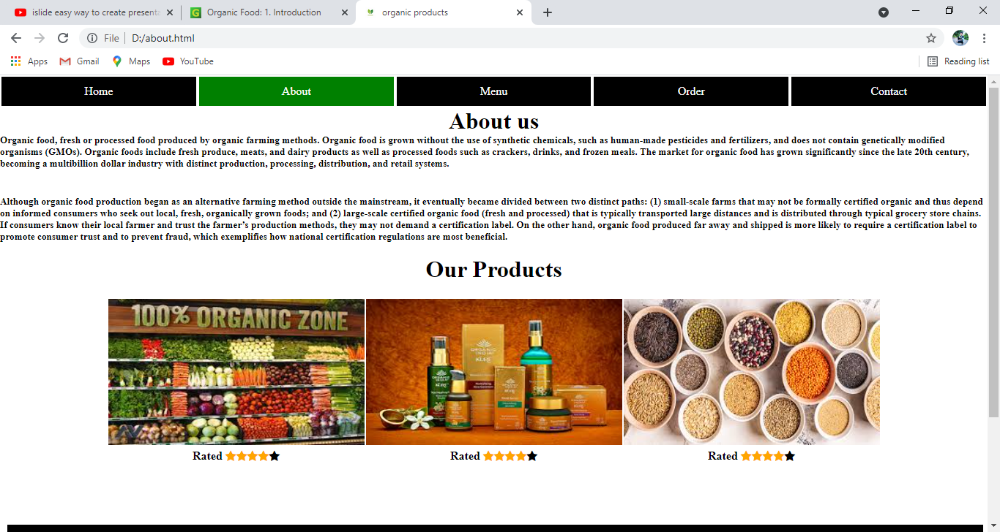 islide easy way to create presenta
Organic Food: 1. Introduction
organic products
File
D:/about.html
Apps
Gmail
Maps
YouTube
Reading list
Home
About
Menu
Order
Contact
About us
Organic food, fresh or processed food produced by organic farming methods. Organic food is grown without the use of synthetic chemicals, such as human-made pesticides and fertilizers, and does not contain genetically modified
organisms (GMOs). Organic foods include fresh produce, meats, and dairy products as well as processed foods such as crackers, drinks, and frozen meals. The market for organic food has grown significantly since the late 20th century,
becoming a multibillion dollar industry with distinct production, processing, distribution, and retail systems.
Although organic food production began as an alternative farming method outside the mainstream, it eventually became divided between two distinct paths: (1) small-scale farms that may not be formally certified organic and thus depend
on informed consumers who seek out local, fresh, organically grown foods; and (2) large-scale certified organic food (fresh and processed) that is typically transported large distances and is distributed through typical grocery store chains.
If consumers know their local farmer and trust the farmer’s production methods, they may not demand a certification label. On the other hand, organic food produced far away and shipped is more likely to require a certification label to
promote consumer trust and to prevent fraud, which exemplifies how national certification regulations are most beneficial.
Our Products
100% ORGANIC ZONE
ORGANIC
INDIA
Rated
Rated
Rated